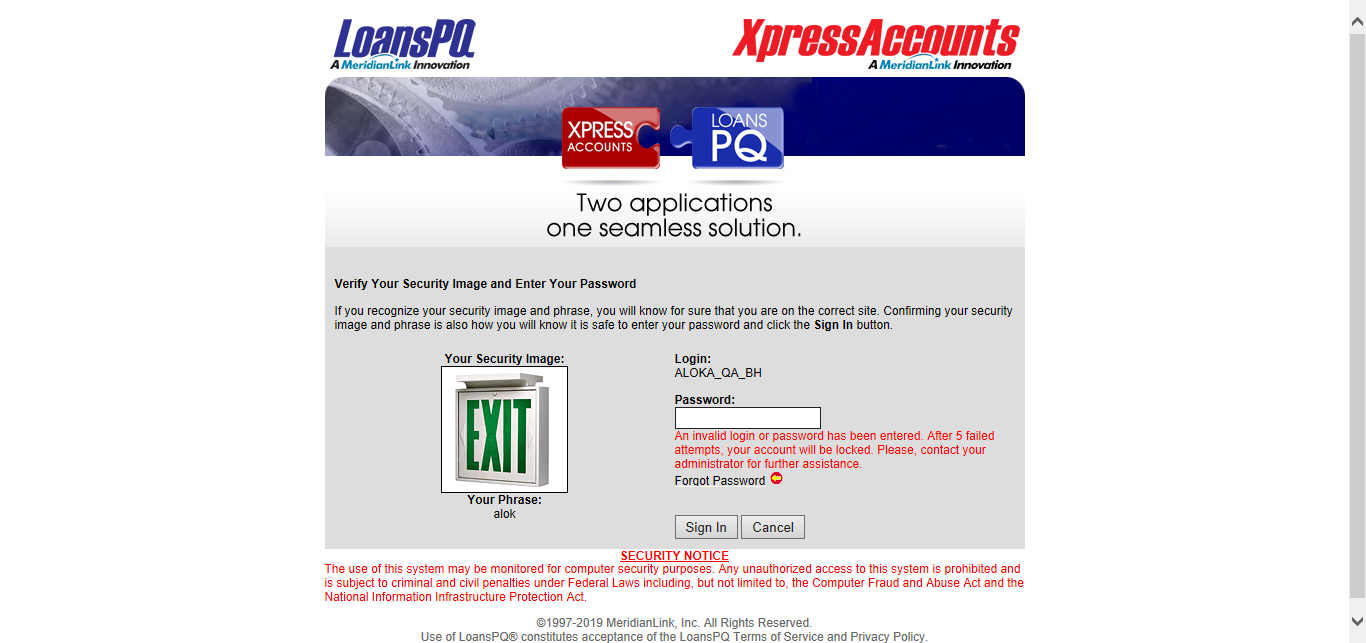 LoansPQ
A MeridianLink Innovation
XpressAccounts
A MeridianLink Innovation
XPRESS
ACCOUNTS
LOANS
PQ
Two applications
one seamless solution.
Verify Your Security Image and Enter Your Password
If you recognize your security image and phrase, you will know for sure that you are on the correct site. Confirming your security
image and phrase is also how you will know it is safe to enter your password and click the Sign In button.
Your Security Image:
EXIT
Your Phrase:
alok
Login:
ALOKA_QA_BH
Password:
An invalid login or password has been entered. After 5 failed
attempts, your account will be locked. Please, contact your
administrator for further assistance.
Forgot Password
Sign In Cancel
SECURITY NOTICE
The use of this system may be monitored for computer security purposes. Any unauthorized access to this system is prohibited and
is subject to criminal and civil penalties under Federal Laws including, but not limited to, the Computer Fraud and Abuse Act and the
National Information Infrastructure Protection Act.
©1997-2019 MeridianLink, Inc. All Rights Reserved.
Use of LoansPQ® constitutes acceptance of the LoansPQ Terms of Service and Privacy Policy.